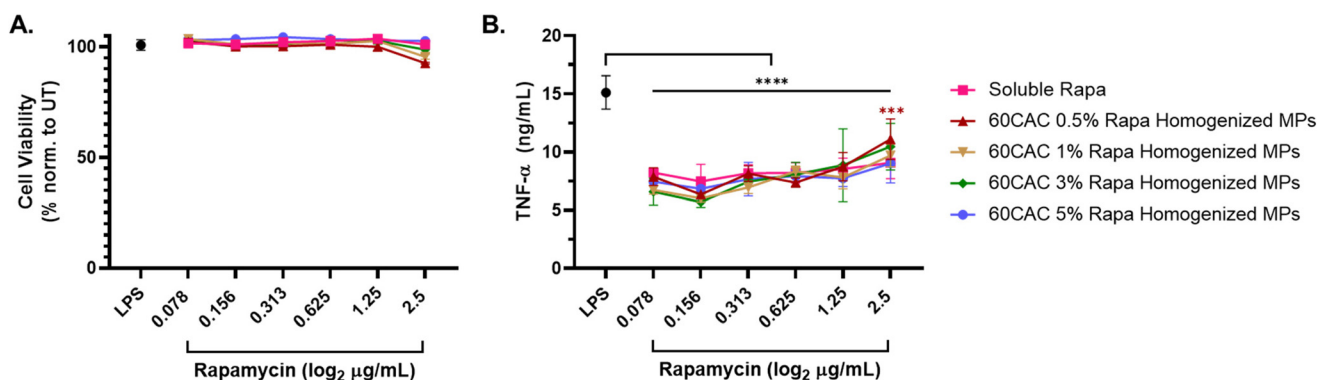 A.
Cell Viability
(% norm. to UT)
100
50
0
LPS
0.078
0.156
0.313
0.625
1.25
2.5
Rapamycin (log₂ μg/mL)
B.
TNF-α (ng/mL)
20
15
10
5
0
****
***
LPS
0.078
0.156
0.313
0.625
1.25
2.5
Rapamycin (log₂ μg/mL)
Soluble Rapa
60CAC 0.5% Rapa Homogenized MPs
60CAC 1% Rapa Homogenized MPs
60CAC 3% Rapa Homogenized MPs
60CAC 5% Rapa Homogenized MPs